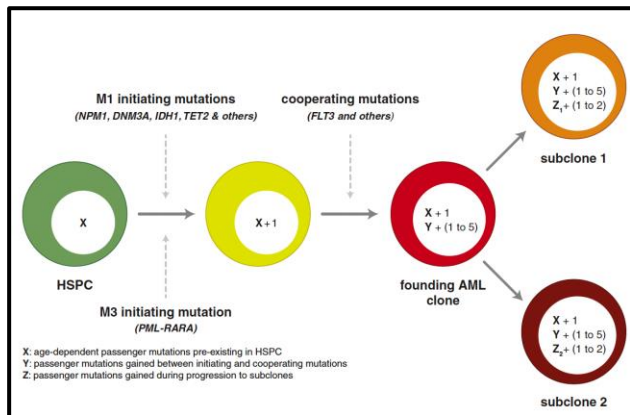 M1 initiating mutations
(NPM1, DNM3A, IDH1, TET2 & others)
cooperating mutations
(FLT3 and others)
X
X + 1
X + 1
Y + (1 to 5)
HSPC
founding AML
clone
X + 1
Y + (1 to 5)
Z1+ (1 to 2)
subclone 1
M3 initiating mutation
(PML-RARA)
X + 1
Y + (1 to 5)
Z2+ (1 to 2)
subclone 2
X: age-dependent passenger mutations pre-existing in HSPC
Y: passenger mutations gained between initiating and cooperating mutations
Z: passenger mutations gained during progression to subclones